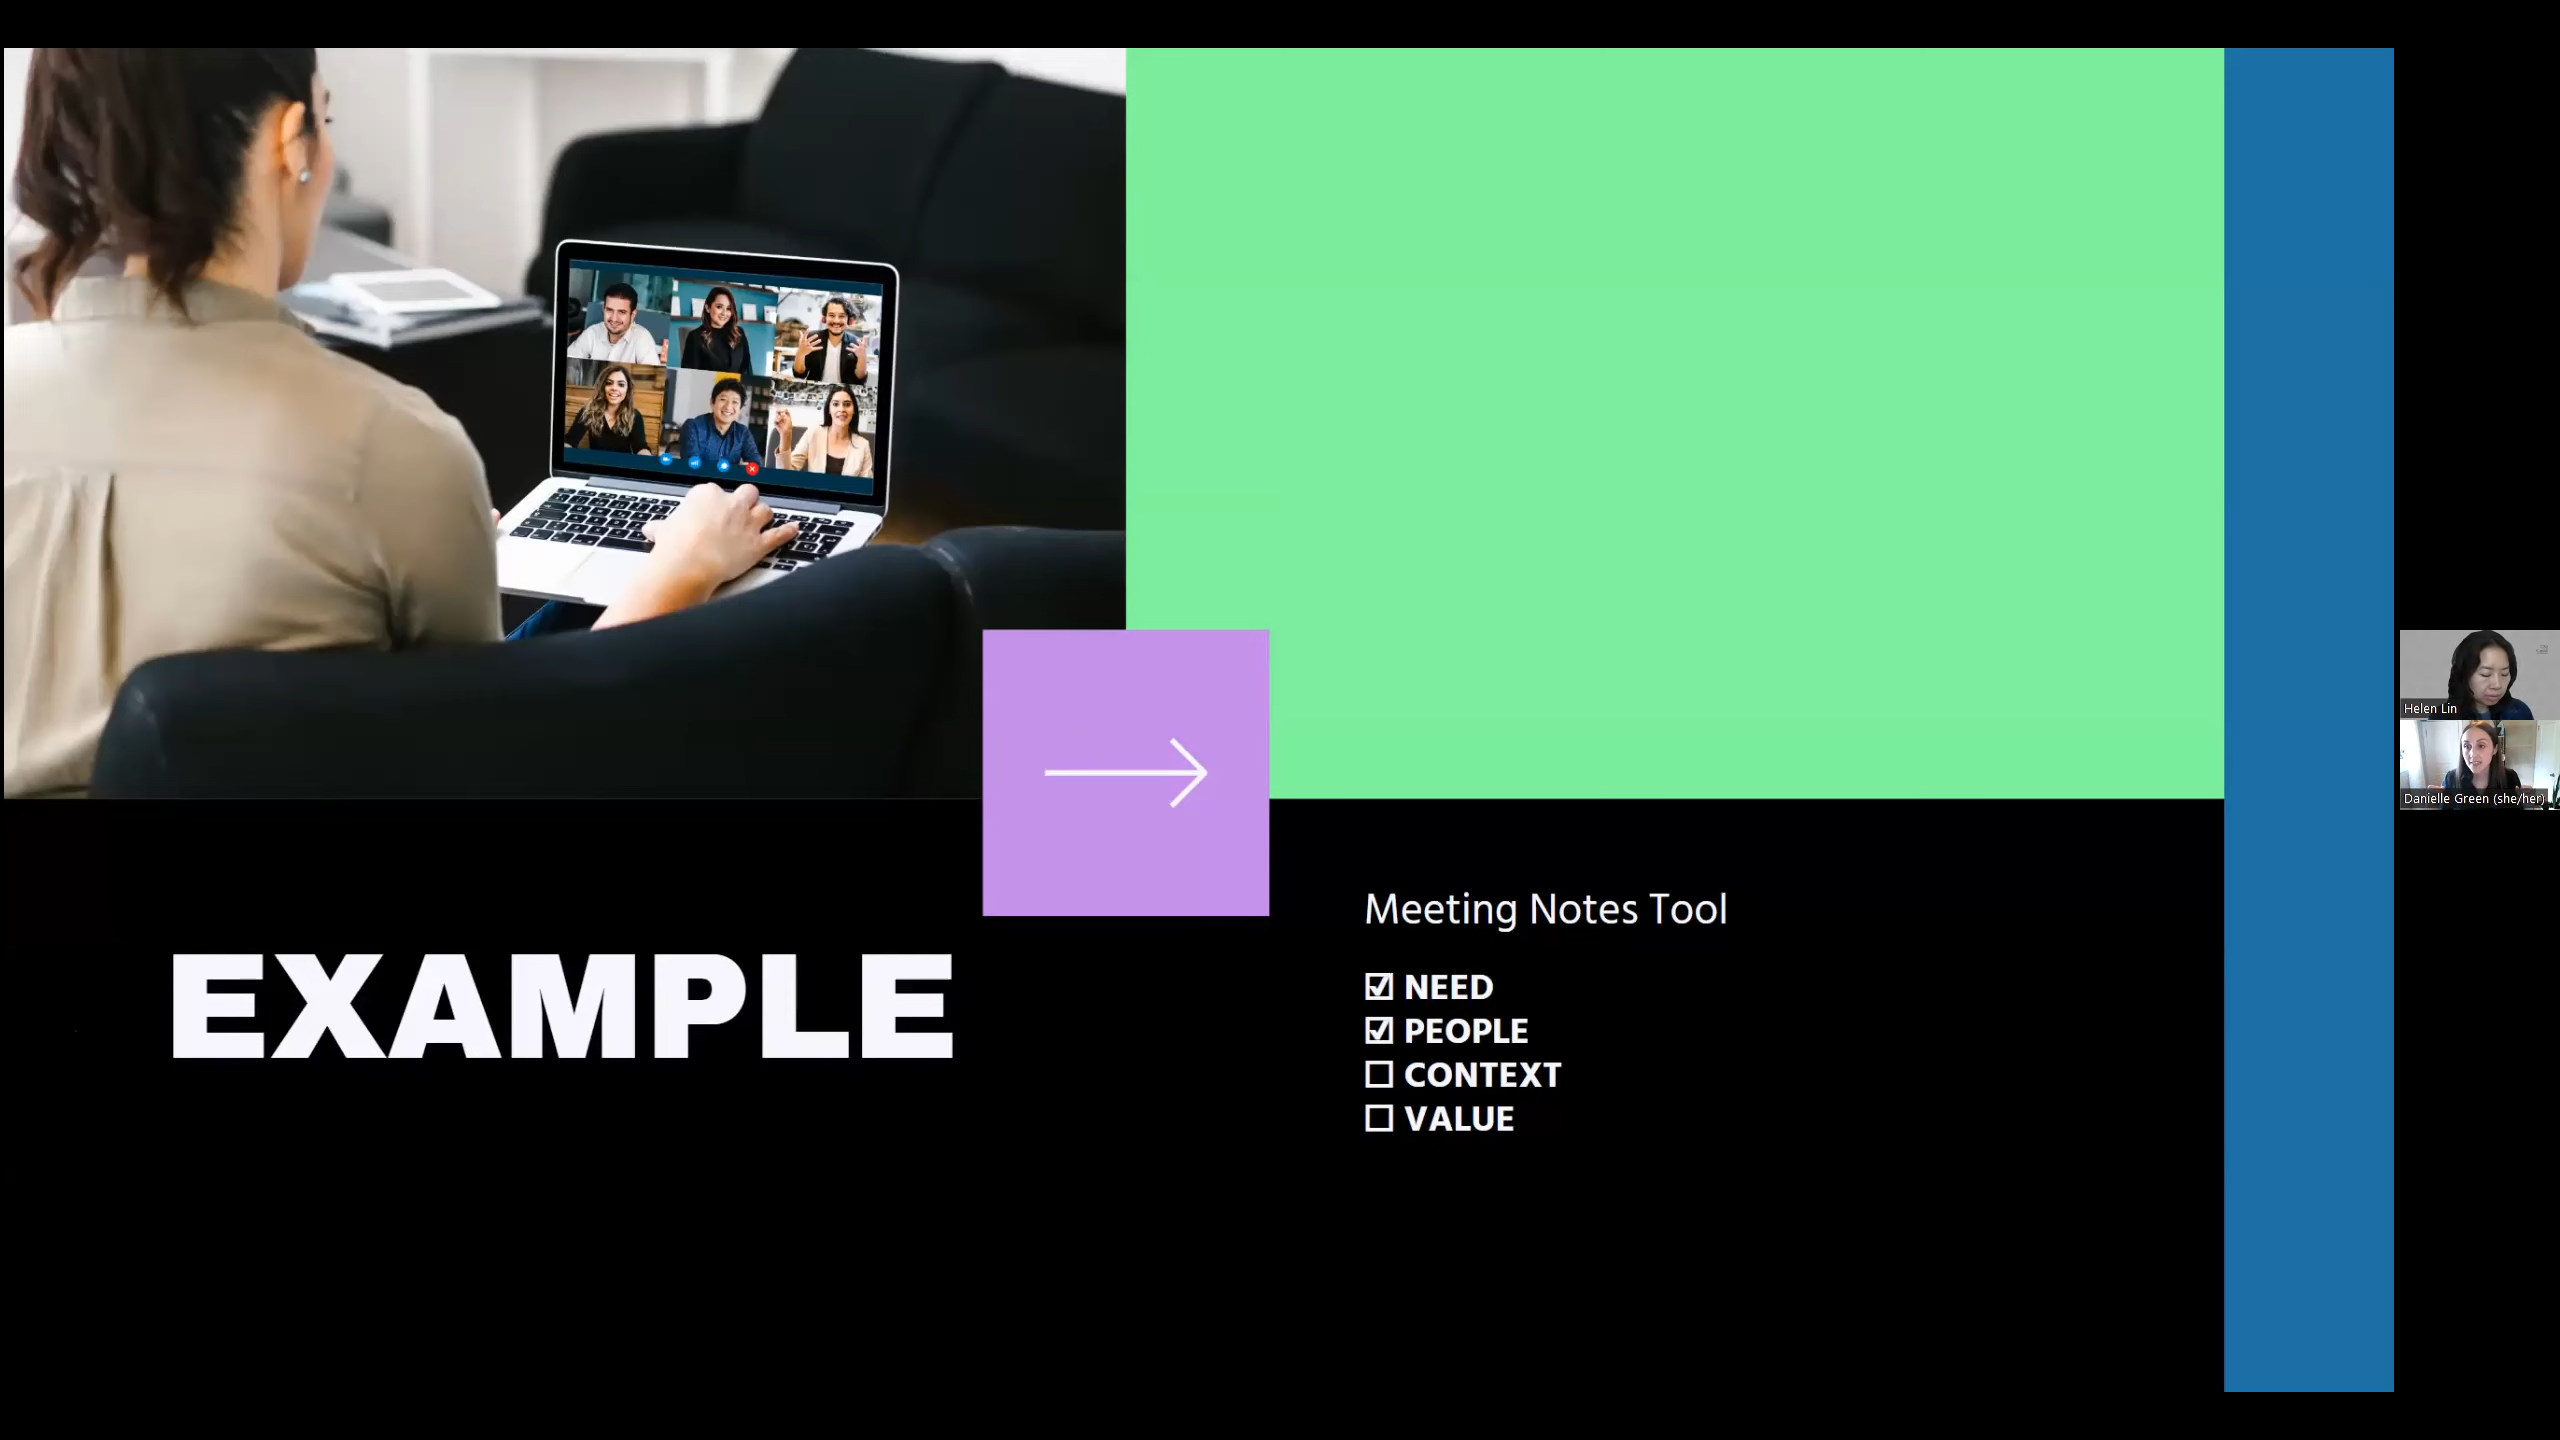 EXAMPLE
Meeting Notes Tool
☑ NEED
☑ PEOPLE
☐ CONTEXT
☐ VALUE
Helen Lin
Danielle Green (she/her)